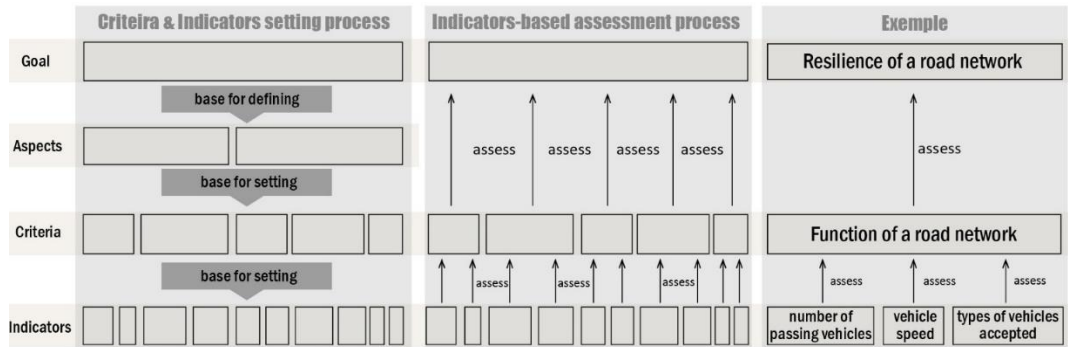 Criteira & Indicators setting process
Indicators-based assessment process
Exemple
Goal
Resilience of a road network
base for defining
Aspects
assess
assess
assess
assess
assess
base for setting
Criteria
Function of a road network
base for setting
assess
assess
assess
assess
assess
assess
Indicators
number of
passing vehicles
vehicle
speed
types of vehicles
accepted